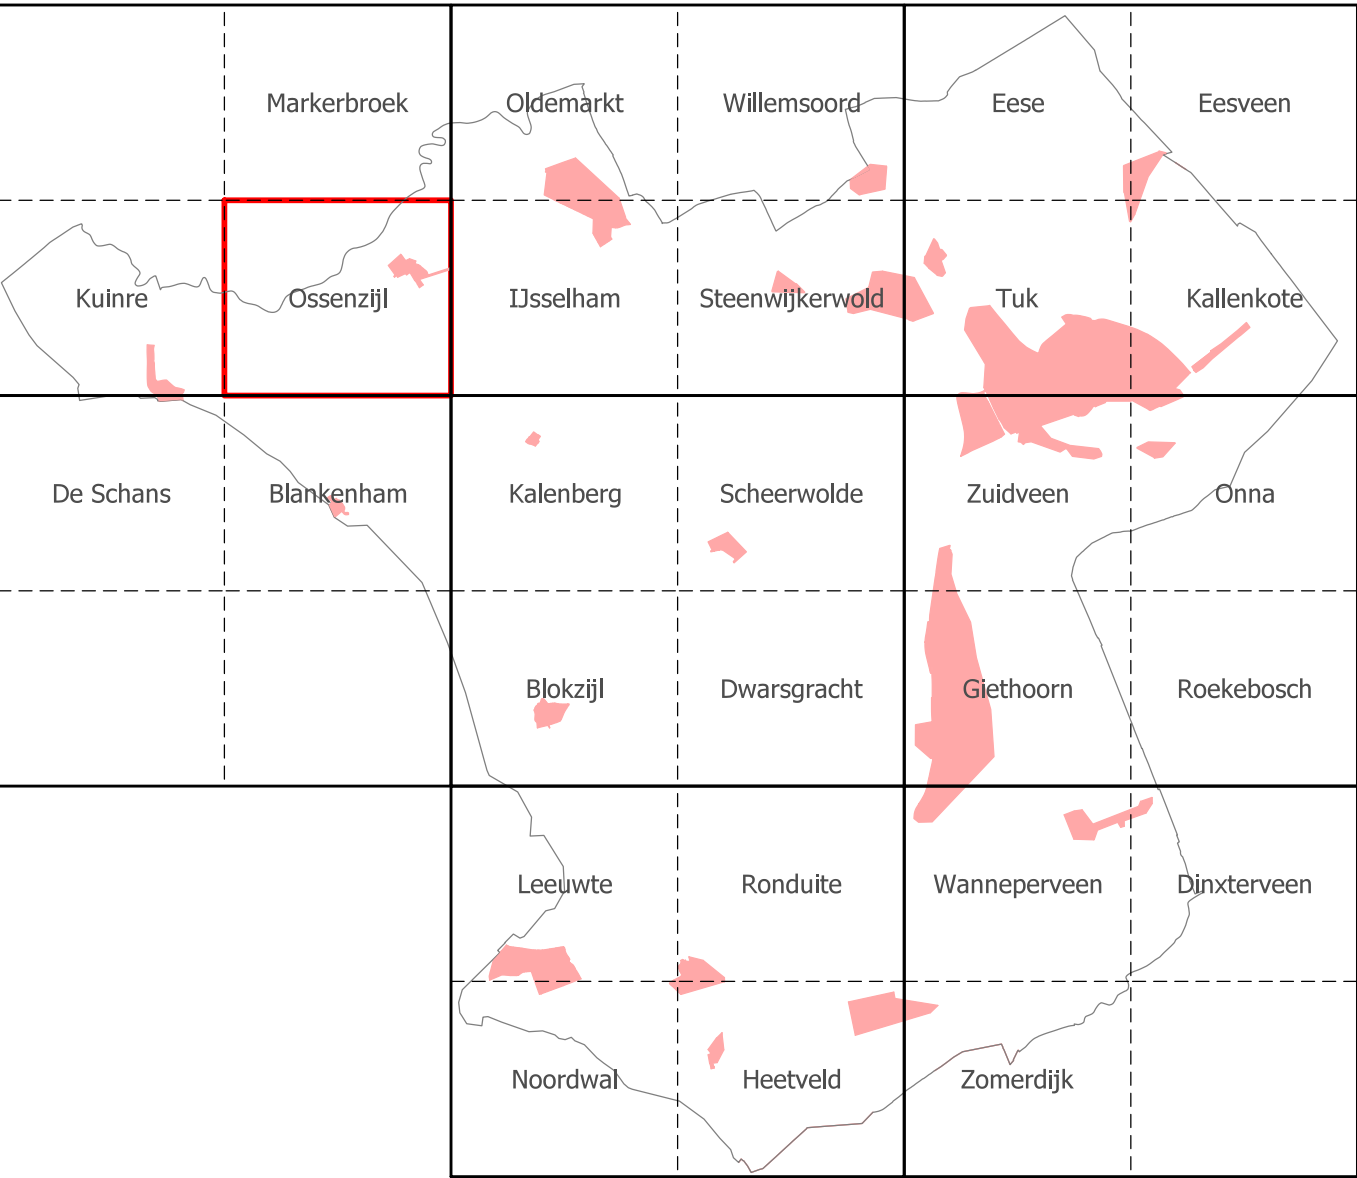 Markerbroek
Oldemarkt
Willemsoord
Eese
Eesveen
Kuinre
Ossenzijl
IJsselham
Steenwijkerwold
Tuk
Kallenkote
De Schans
Blankenham
Kalenberg
Scheerwolde
Zuidveen
Onna
Blokzijl
Dwarsgracht
Giethoorn
Roekebosch
Leeuwte
Ronduite
Wanneperveen
Dinxterveen
Noordwal
Heetveld
Zomerdijk